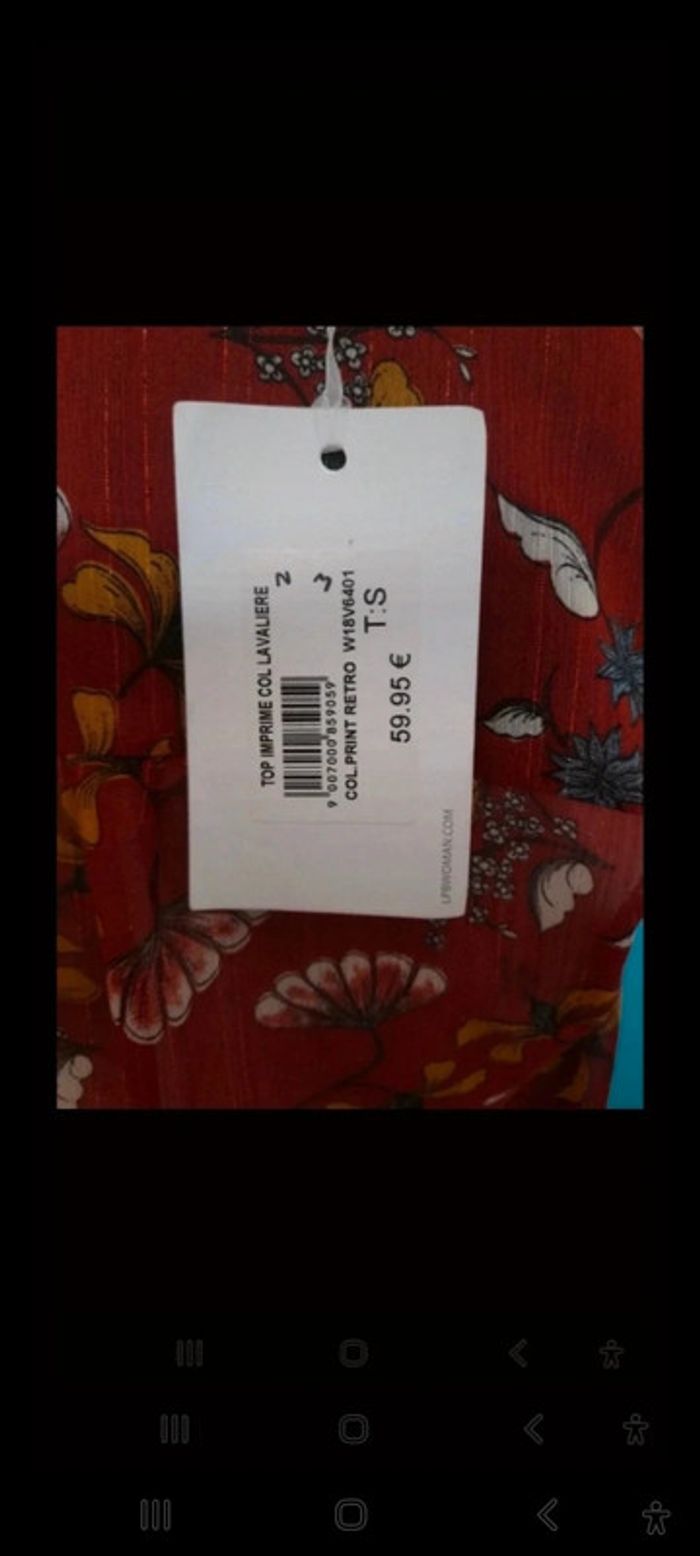 TOP IMPRIME COL LAVALIERE
2
3
9 007000 859059
COL.PRINT RETRO W18V6401
T:S
59.95 €
LPBWOMAN.COM